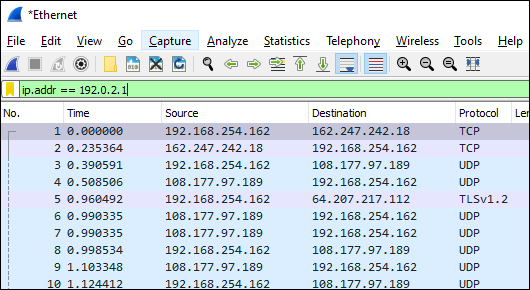 *Ethernet
File Edit View Go Capture Analyze Statistics Telephony Wireless Tools Help
ip.addr == 192.0.2.1
No. Time Source Destination Protocol Len
1 0.000000 192.168.254.162 162.247.242.18 TCP
2 0.235364 162.247.242.18 192.168.254.162 TCP
3 0.390591 108.177.97.189 192.168.254.162 UDP
4 0.508506 192.168.254.162 108.177.97.189 UDP
5 0.960492 192.168.254.162 64.207.217.112 TLSv1.2
6 0.990335 108.177.97.189 192.168.254.162 UDP
7 0.990335 108.177.97.189 192.168.254.162 UDP
8 0.998534 192.168.254.162 108.177.97.189 UDP
9 1.103348 108.177.97.189 192.168.254.162 UDP
10 1.124412 192.168.254.162 108.177.97.189 UDP